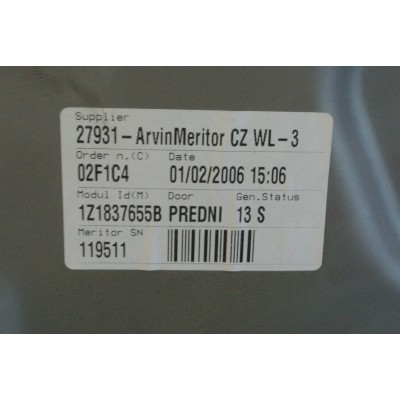 Supplier
27931-ArvinMeritor CZ WL-3
Order n.(C) Date
02F1C4 01/02/2006 15:06
Modul Id(M) Door Gen.Status
1Z1837655B PREDNI 13 S
Meritor SN
119511